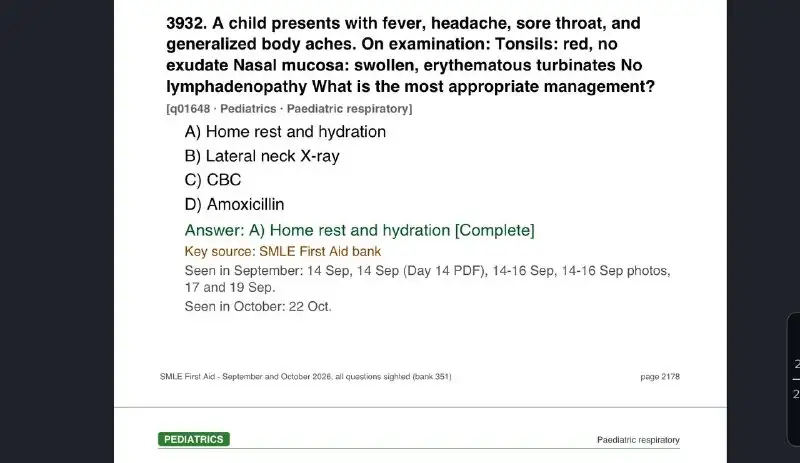 3932. A child presents with fever, headache, sore throat, and
generalized body aches. On examination: Tonsils: red, no
exudate Nasal mucosa: swollen, erythematous turbinates No
lymphadenopathy What is the most appropriate management?
[q01648 · Pediatrics · Paediatric respiratory]
A) Home rest and hydration
B) Lateral neck X-ray
C) CBC
D) Amoxicillin
Answer: A) Home rest and hydration [Complete]
Key source: SMLE First Aid bank
Seen in September: 14 Sep, 14 Sep (Day 14 PDF), 14-16 Sep, 14-16 Sep photos,
17 and 19 Sep.
Seen in October: 22 Oct.
SMLE First Aid - September and October 2026, all questions sighted (bank 351)
page 2178
PEDIATRICS
Paediatric respiratory
2
2